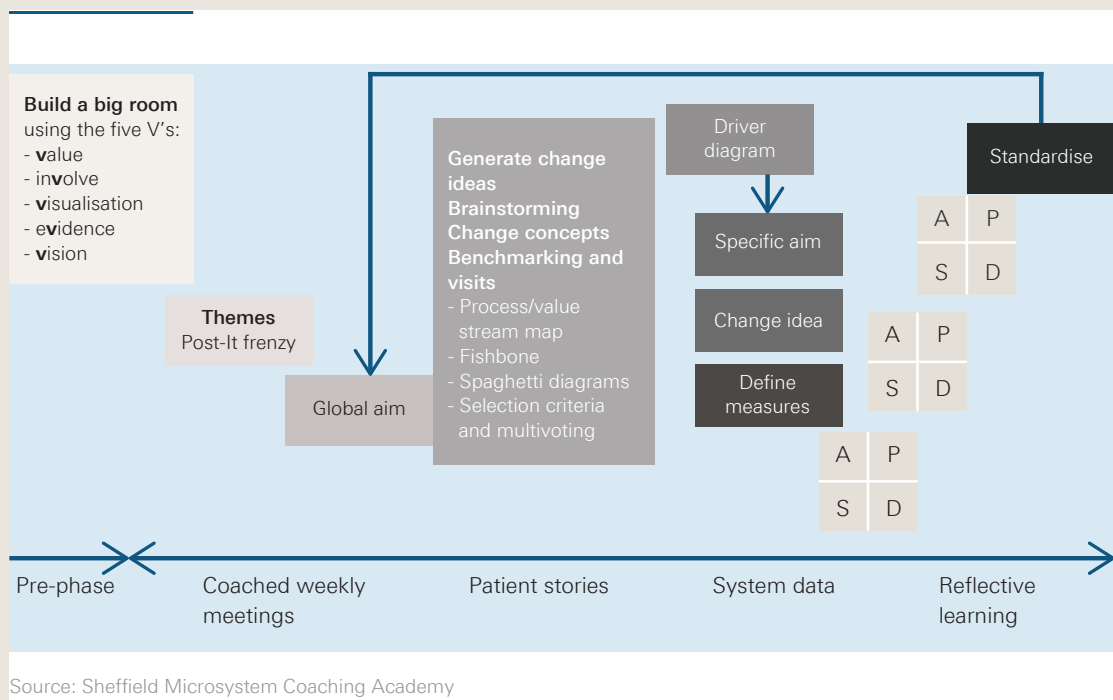 Build a big room
using the five V's:
- value
- involve
- visualisation
- evidence
- vision
Themes
Post-It frenzy
Global aim
Generate change
ideas
Brainstorming
Change concepts
Benchmarking and
visits
- Process/value
stream map
- Fishbone
- Spaghetti diagrams
- Selection criteria
and multivoting
Driver
diagram
Specific aim
Change idea
Define
measures
Standardise
A P
S D
A P
S D
A P
S D
Pre-phase
Coached weekly
meetings
Patient stories
System data
Reflective
learning
Source: Sheffield Microsystem Coaching Academy